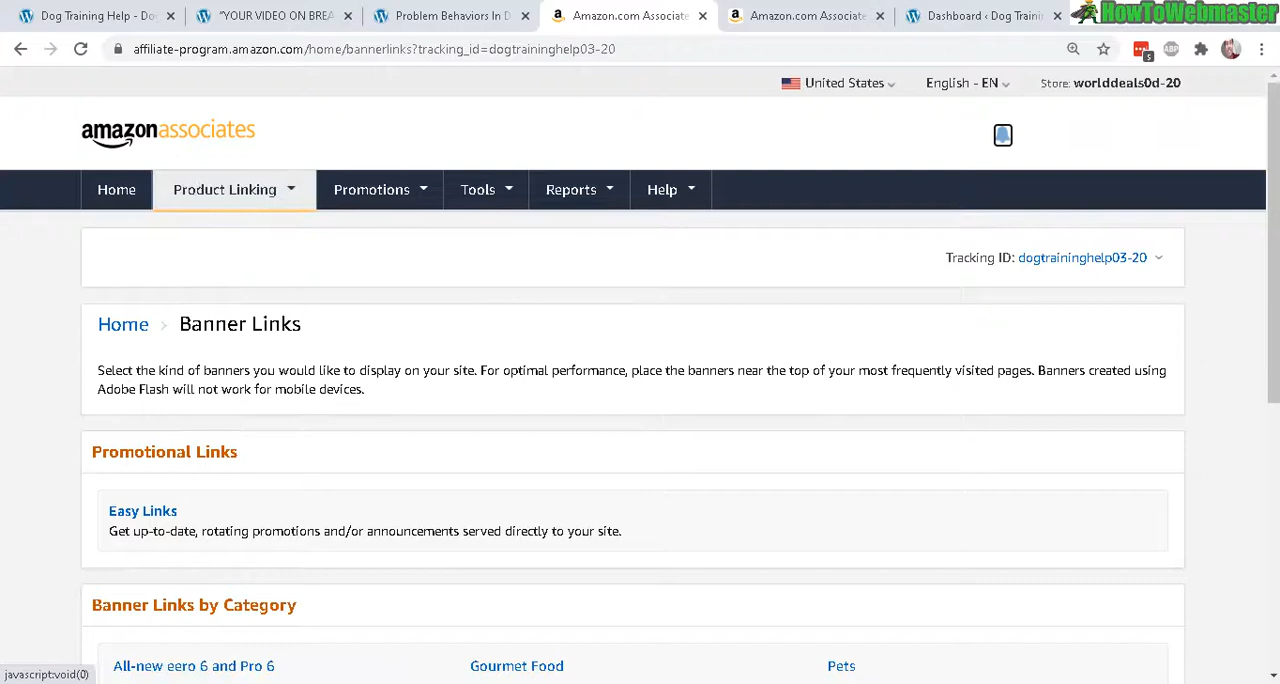 Dog Training Help - Do
"YOUR VIDEO ON BREA
Problem Behaviors In D
Amazon.com Associate
Amazon.com Associate
Dashboard ‹ Dog Traini
HowToWebmaster
affiliate-program.amazon.com/home/bannerlinks?tracking_id=dogtraininghelp03-20
5
ABP
United States
English - EN
Store: worlddeals0d-20
amazonassociates
Home
Product Linking
Promotions
Tools
Reports
Help
Tracking ID: dogtraininghelp03-20
Home
Banner Links
Select the kind of banners you would like to display on your site. For optimal performance, place the banners near the top of your most frequently visited pages. Banners created using
Adobe Flash will not work for mobile devices.
Promotional Links
Easy Links
Get up-to-date, rotating promotions and/or announcements served directly to your site.
Banner Links by Category
All-new eero 6 and Pro 6
Gourmet Food
Pets
javascript:void(0)